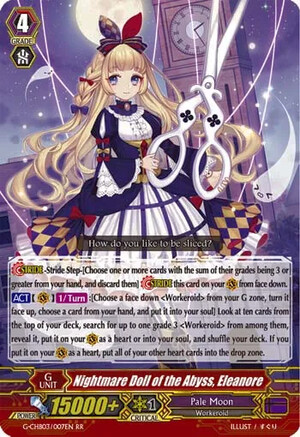 4
GRADE
How do you like to be sliced?
STRIDE -Stride Step-[Choose one or more cards with the sum of their grades being 3 or
greater from your hand, and discard them] STRIDE this card on your from face down.
ACT 1/Turn :[Choose a face down <Workeroid> from your G zone, turn it
face up, choose a card from your hand, and put it into your soul] Look at ten cards from
the top of your deck, search for up to one grade 3 <Workeroid> from among them,
reveal it, put it on your as a heart or into your soul, and shuffle your deck. If you
put it on your as a heart, put all of your other heart cards into the drop zone.
G
UNIT
Nightmare Doll of the Abyss, Eleanore
POWER
15000+
1
CRITICAL
Pale Moon
Workeroid
G-CHB03/007EN RR
ILLUST /